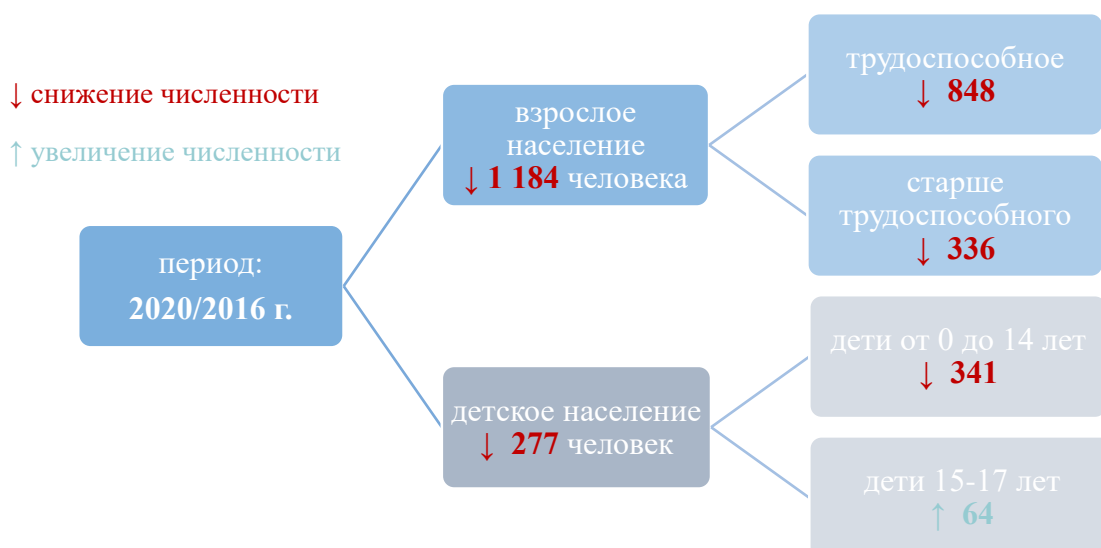 ↓ снижение численности
↑ увеличение численности
период:
2020/2016 г.
взрослое
население
↓ 1 184 человека
трудоспособное
↓ 848
старше
трудоспособного
↓ 336
детское население
↓ 277 человек
дети от 0 до 14 лет
↓ 341
дети 15-17 лет
↑ 64